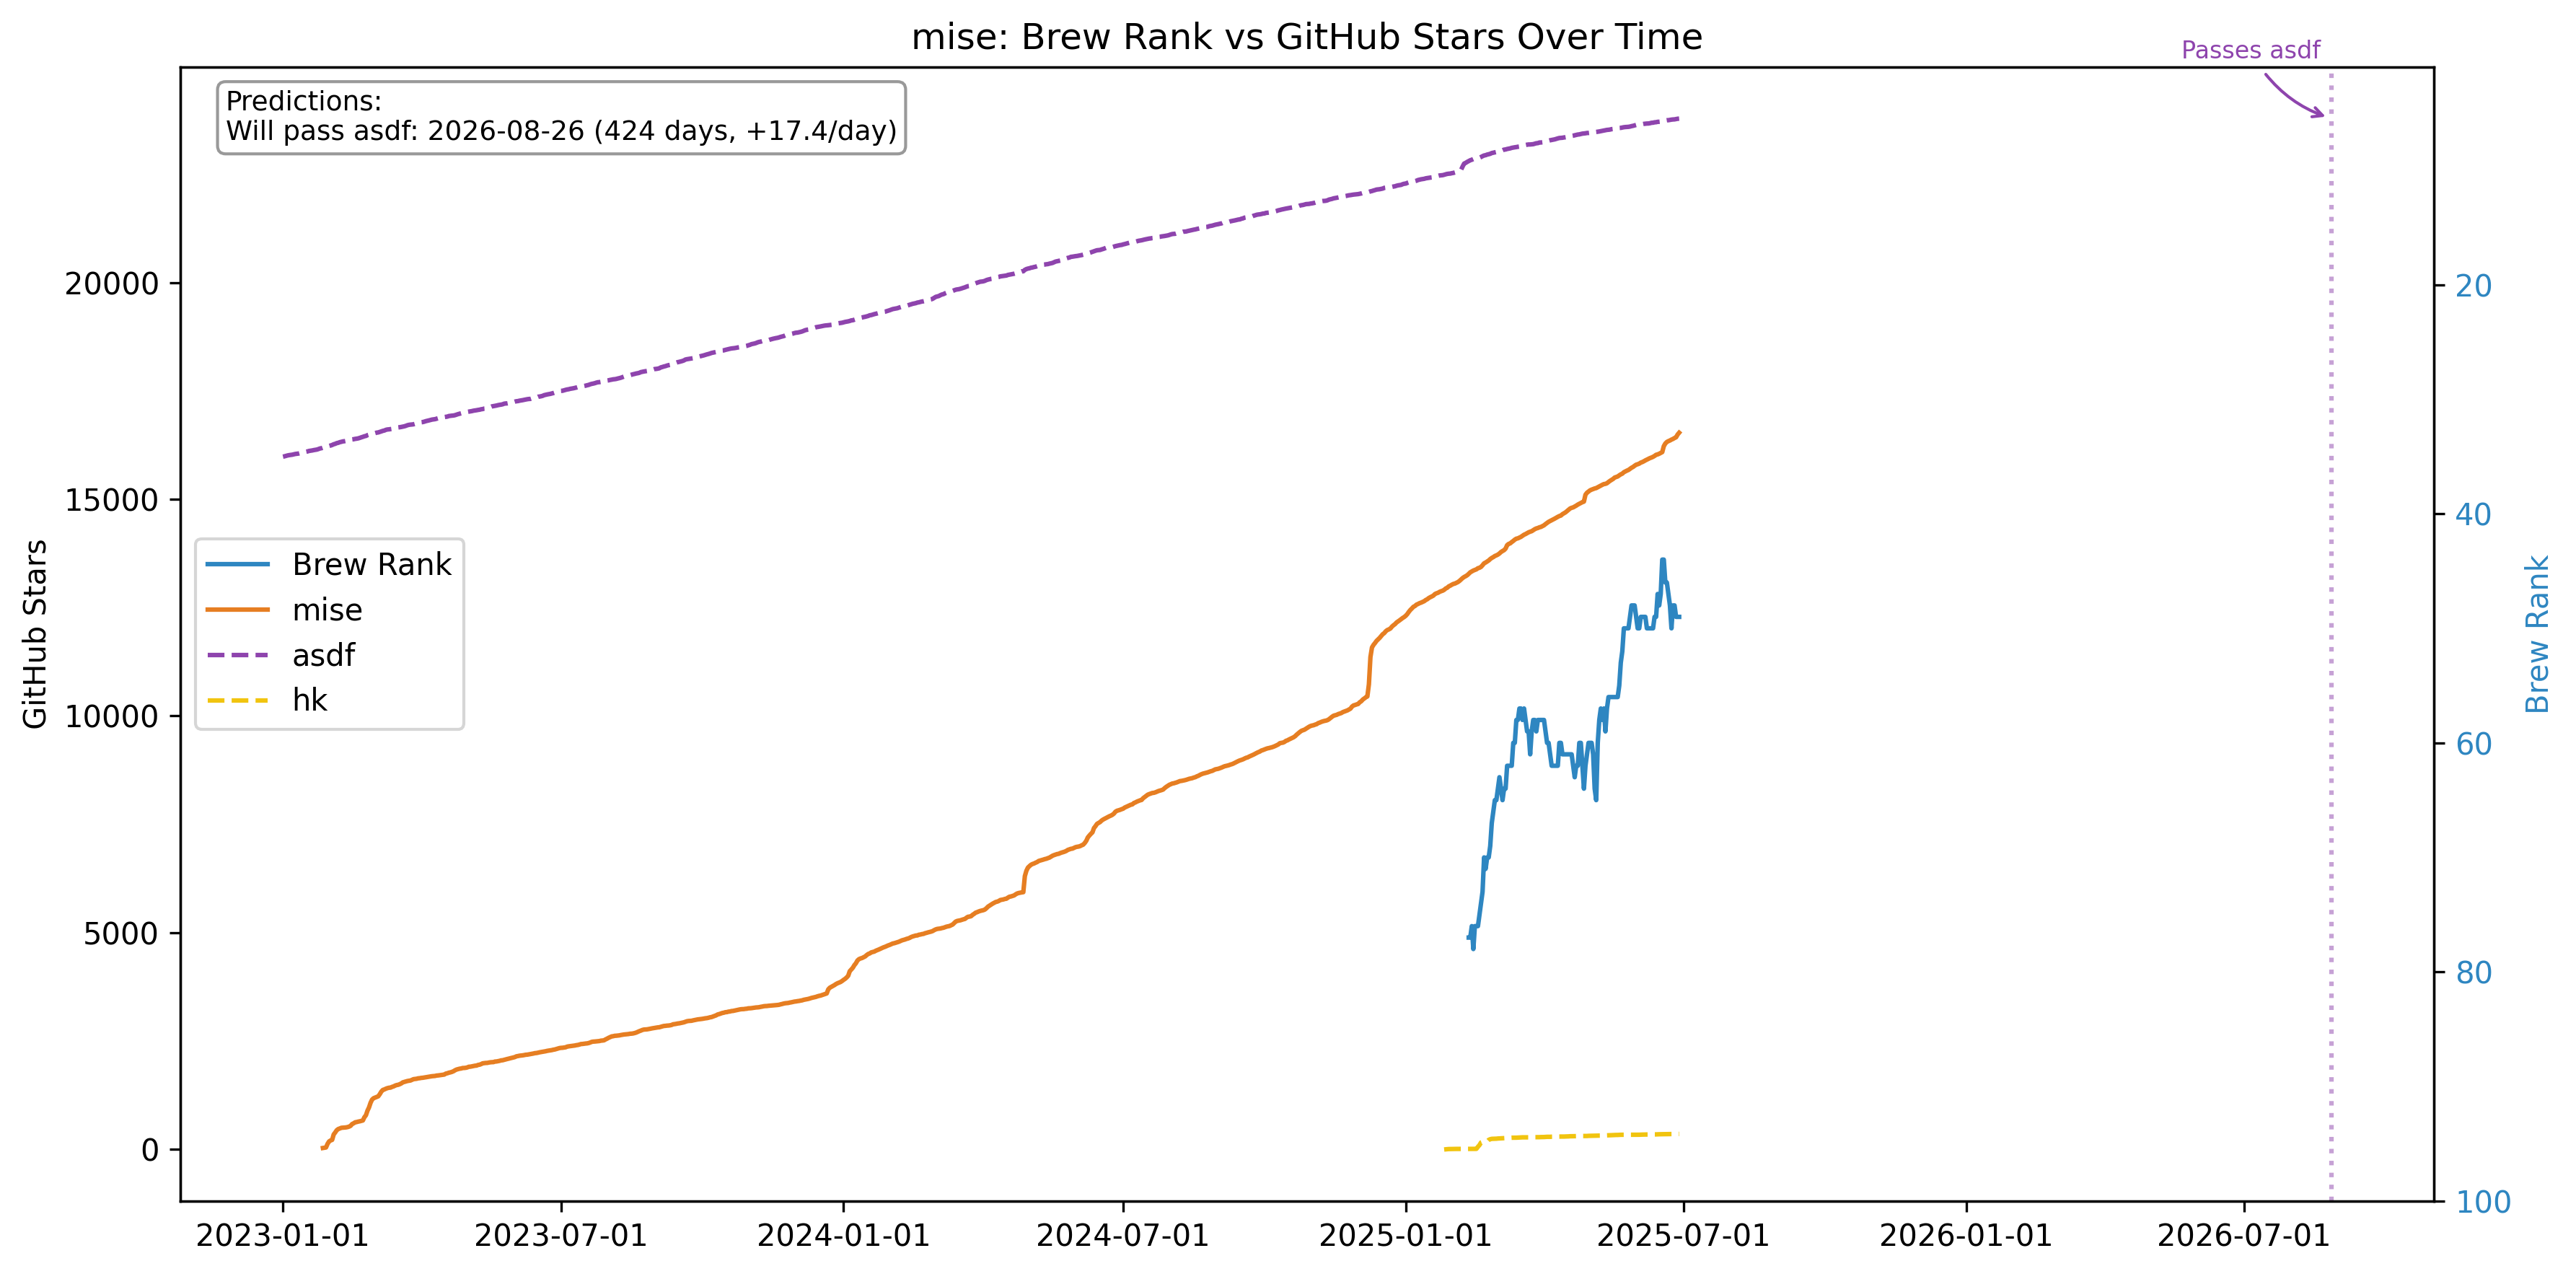 mise: Brew Rank vs GitHub Stars Over Time
Passes asdf
Predictions:
Will pass asdf: 2026-08-26 (424 days, +17.4/day)
GitHub Stars
20000
15000
10000
5000
0
Brew Rank
mise
asdf
hk
20
40
60
80
100
Brew Rank
2023-01-01
2023-07-01
2024-01-01
2024-07-01
2025-01-01
2025-07-01
2026-01-01
2026-07-01